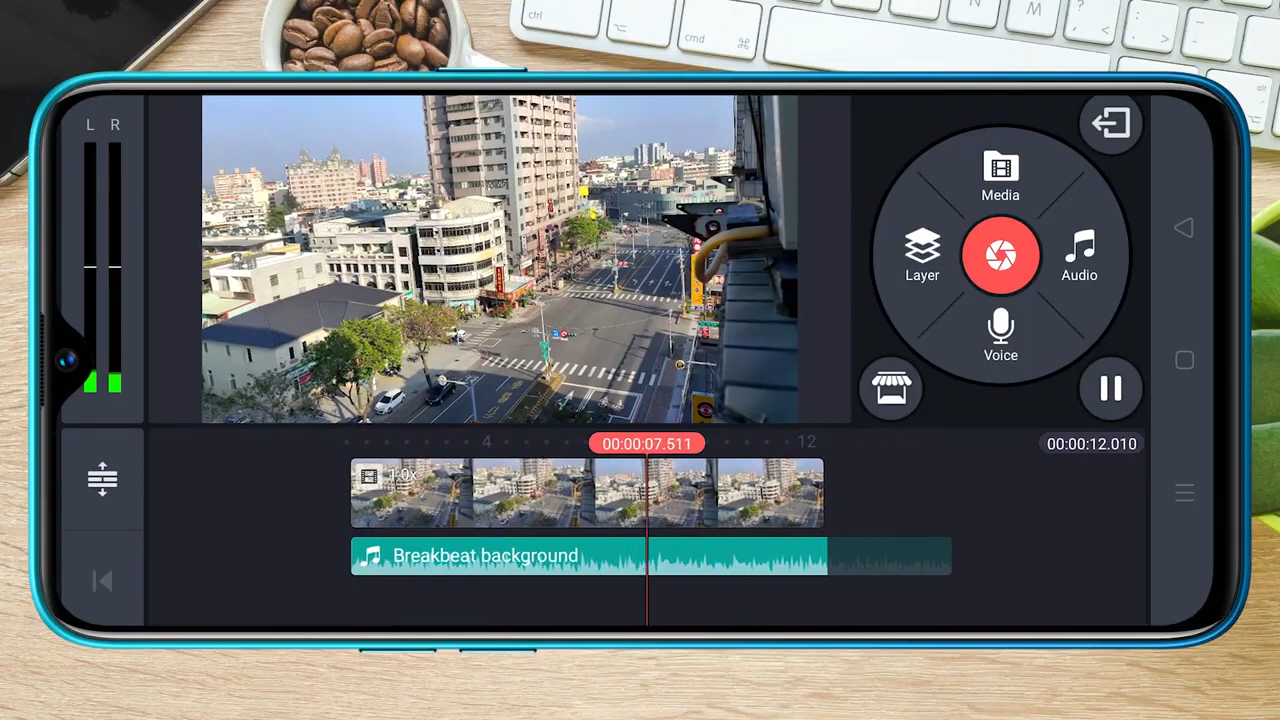 ctrl
cmd
N
M
?
<
:
>
alt
L R
Media
Layer
Audio
Voice
4
00:00:07.511
12
00:00:12.010
1.0x
Breakbeat background